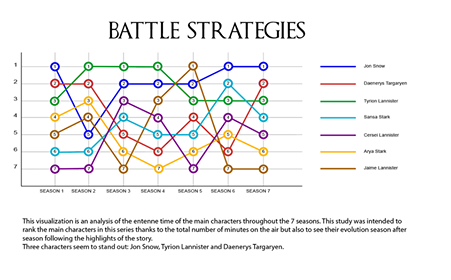 BATTLE STRATEGIES
1
2
3
4
5
6
7
Jon Snow
Daenerys Targaryen
Tyrion Lannister
Sansa Stark
Cersei Lannister
Arya Stark
Jaime Lannister
SEASON 1 SEASON 2 SEASON 3 SEASON 4 SEASON 5 SEASON 6 SEASON 7
This visualization is an analysis of the entenne time of the main characters throughout the 7 seasons. This study was intended to
rank the main characters in this series thanks to the total number of minutes on the air but also to see their evolution season after
season following the highlights of the story.
Three characters seem to stand out: Jon Snow, Tyrion Lannister and Daenerys Targaryen.